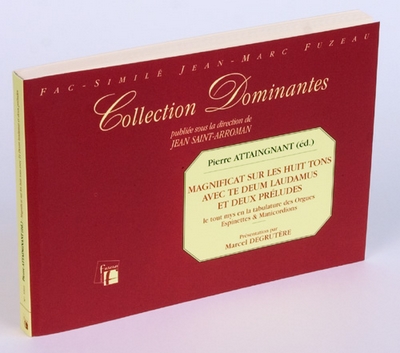 FAC-SIMILÉ JEAN-MARC FUZEAU
Collection Dominantes
publiée sous la direction de
JEAN SAINT-ARROMAN
Pierre ATTAINGNANT (éd.)
MAGNIFICAT SUR LES HUIT TONS
AVEC TE DEUM LAUDAMUS
ET DEUX PRÉLUDES
le tout mys en la tabulature des Orgues
Espinettes & Manicordions
Présentation par
Marcel DEGRUTÈRE